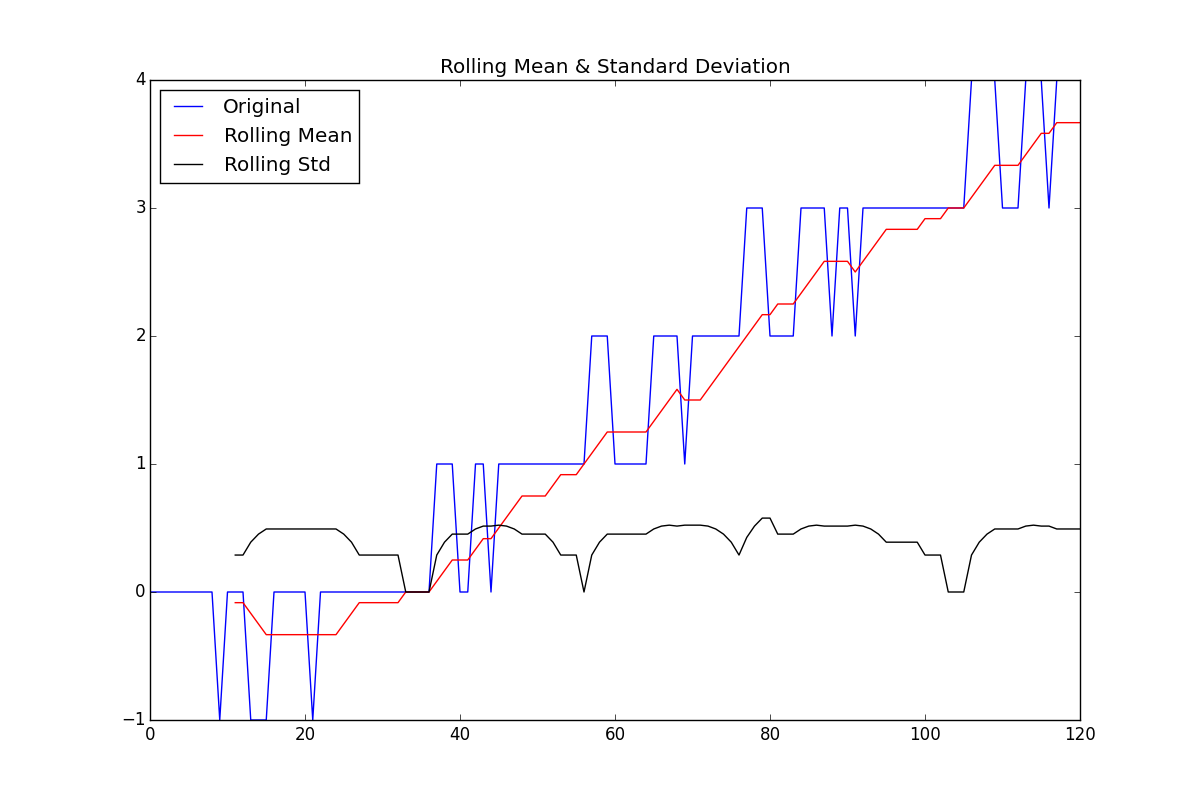 Rolling Mean & Standard Deviation
Original
Rolling Mean
Rolling Std
4
3
2
1
0
−1
0 20 40 60 80 100 120